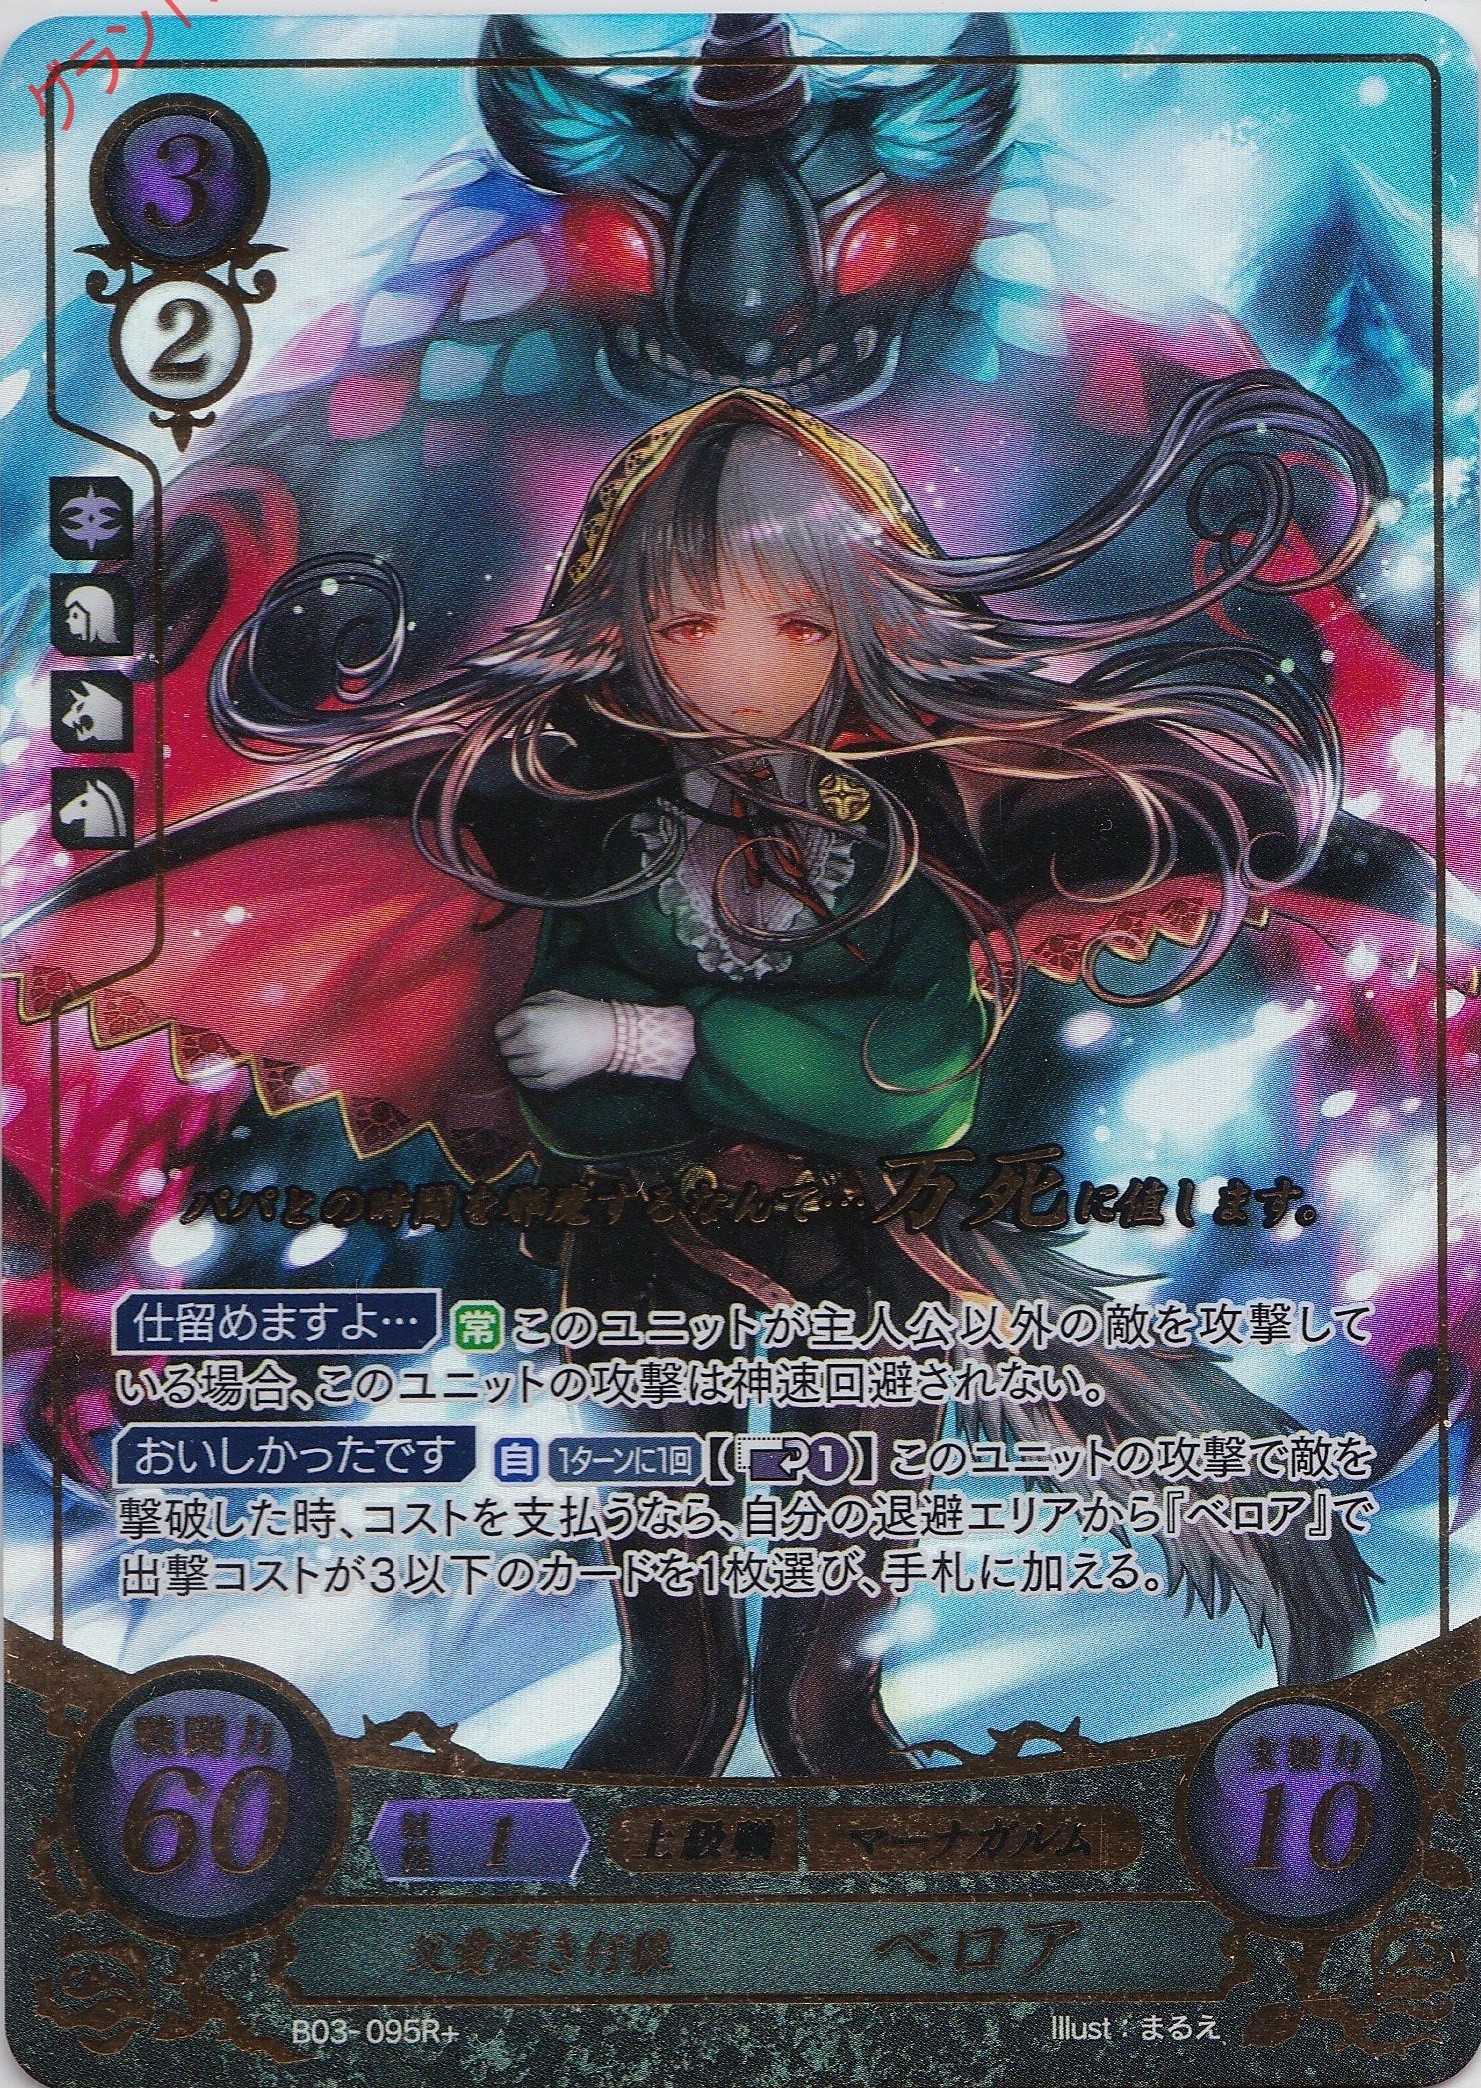 グラン
3
2
パパとの時間を邪魔するなんて…万死に値します。
仕留めますよ… 常 このユニットが主人公以外の敵を攻撃して
いる場合、このユニットの攻撃は神速回避されない。
おいしかったです 自 1ターンに1回【1】このユニットの攻撃で敵を
撃破した時、コストを支払うなら、自分の退避エリアから『ベロア』で
出撃コストが3以下のカードを1枚選び、手札に加える。
戦闘力
60
射程 1
上級職 マーナガルム
支援力
10
父愛深き仔狼 ベロア
B03-095R+
Illust：まるえ